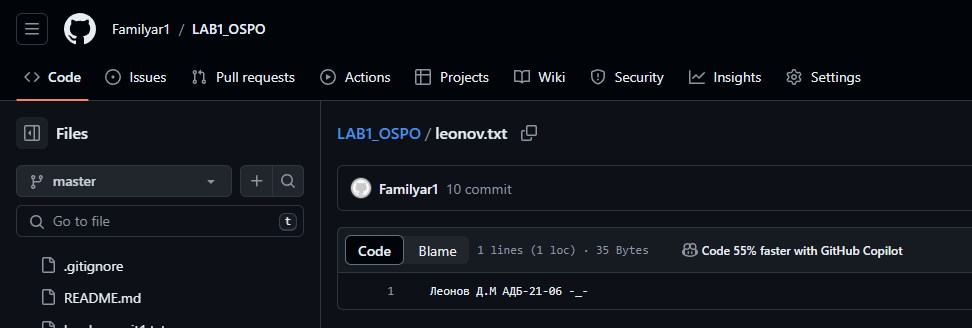 Familyar1 / LAB1_OSPO
Code Issues Pull requests Actions Projects Wiki Security Insights Settings
Files
master
Go to file t
.gitignore
README.md
LAB1_OSPO / leonov.txt
Familyar1 10 commit
Code Blame 1 lines (1 loc) · 35 Bytes Code 55% faster with GitHub Copilot
1 Леонов Д.М АДБ-21-06 -_-